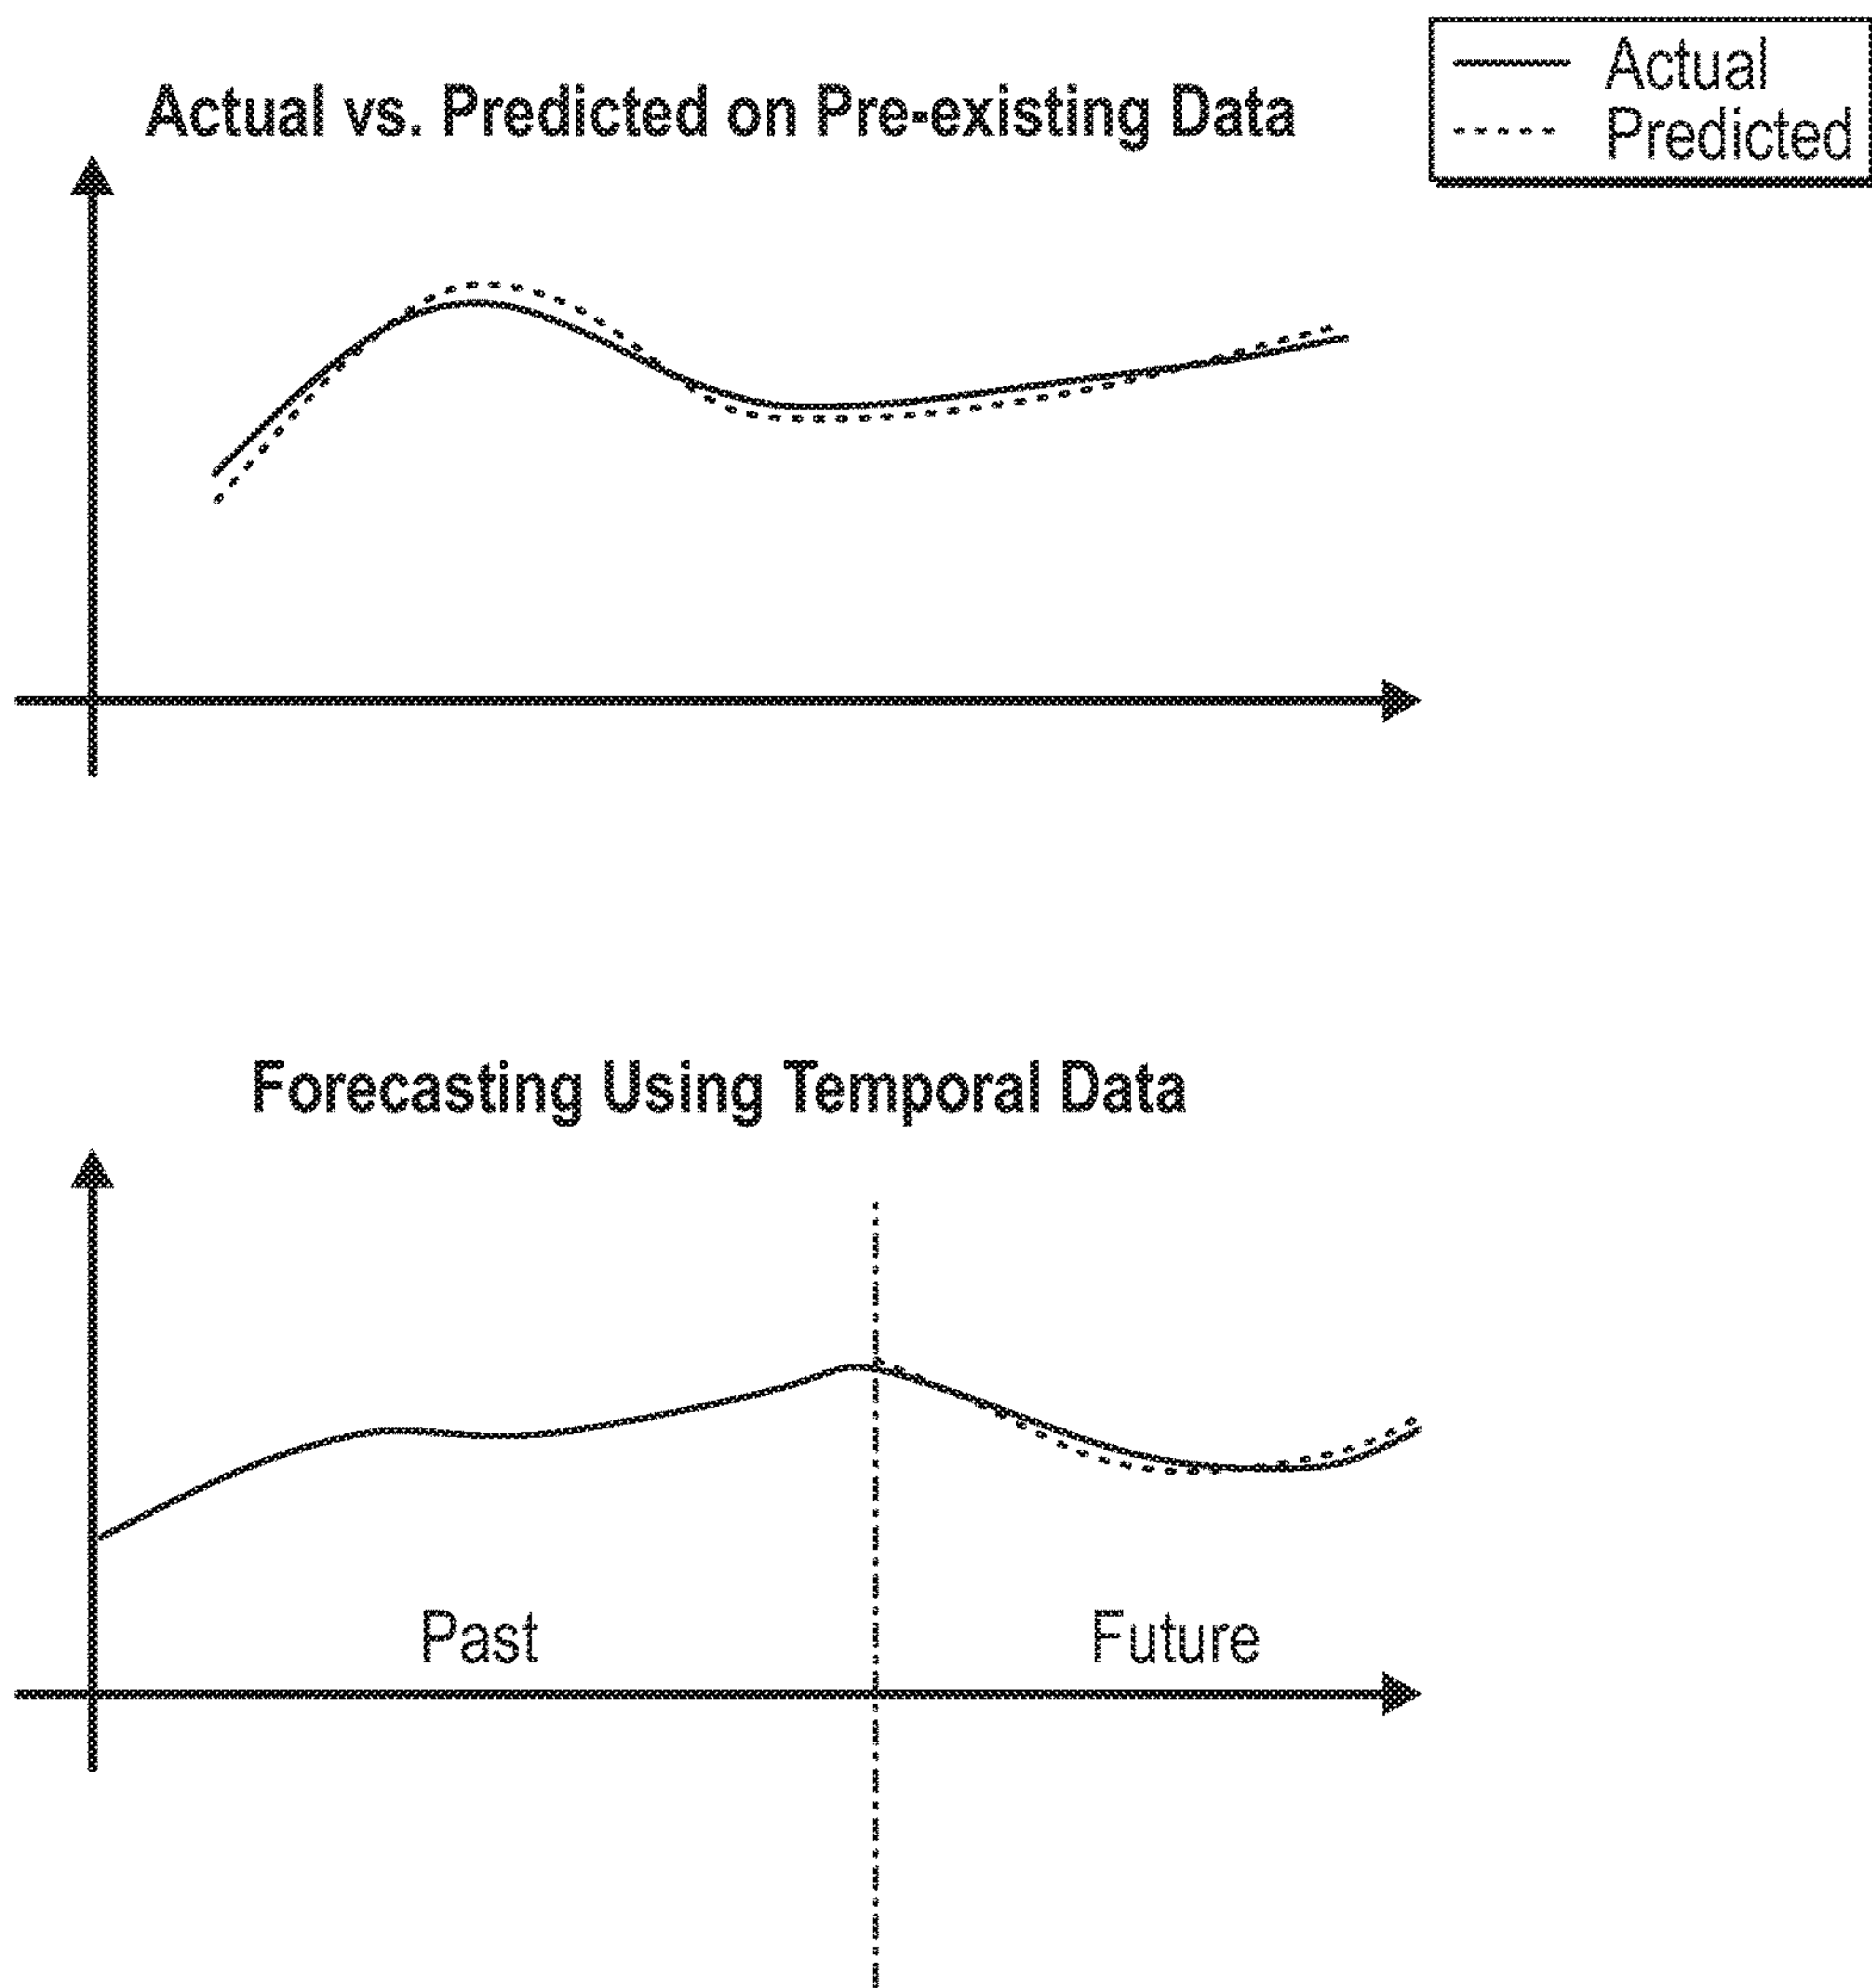 Actual
Predicted
Actual vs. Predicted on Pre-existing Data
Forecasting Using Temporal Data
Past
Future